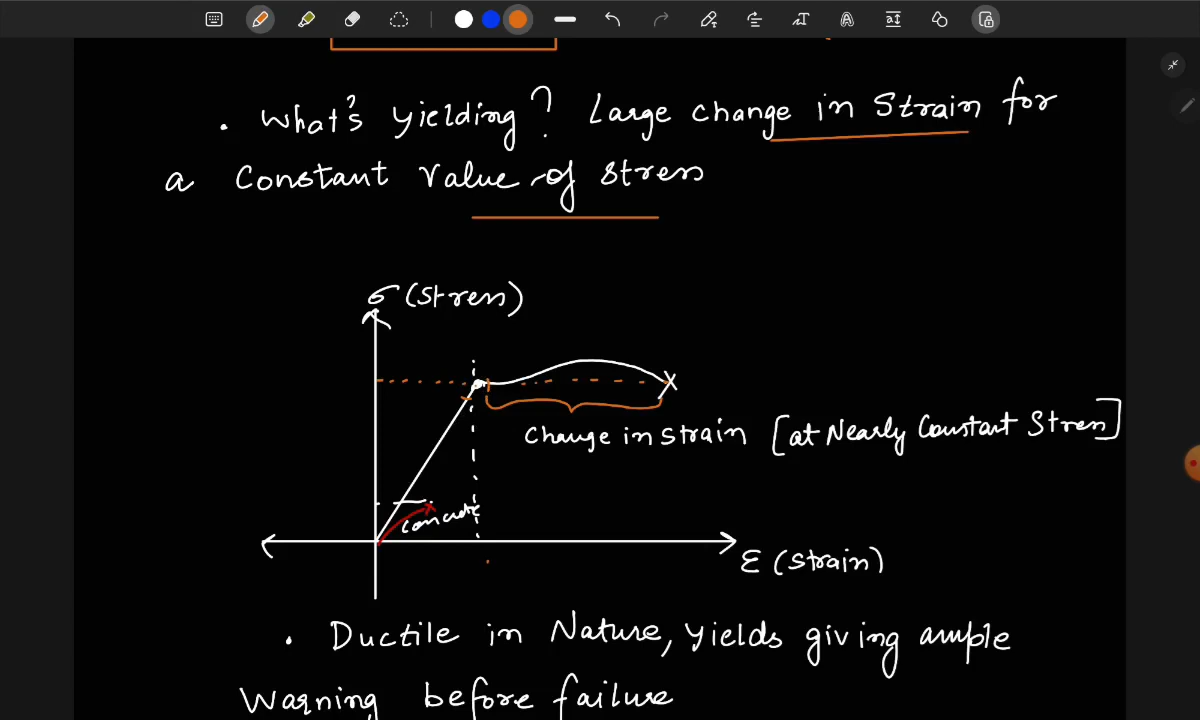 . What's yielding? Large change in Strain for
a Constant Value of stress
σ (Stress)
Change in Strain [at Nearly Constant Stress]
Concrete
ε (Strain)
. Ductile in Nature, yields giving ample
Warning before failure